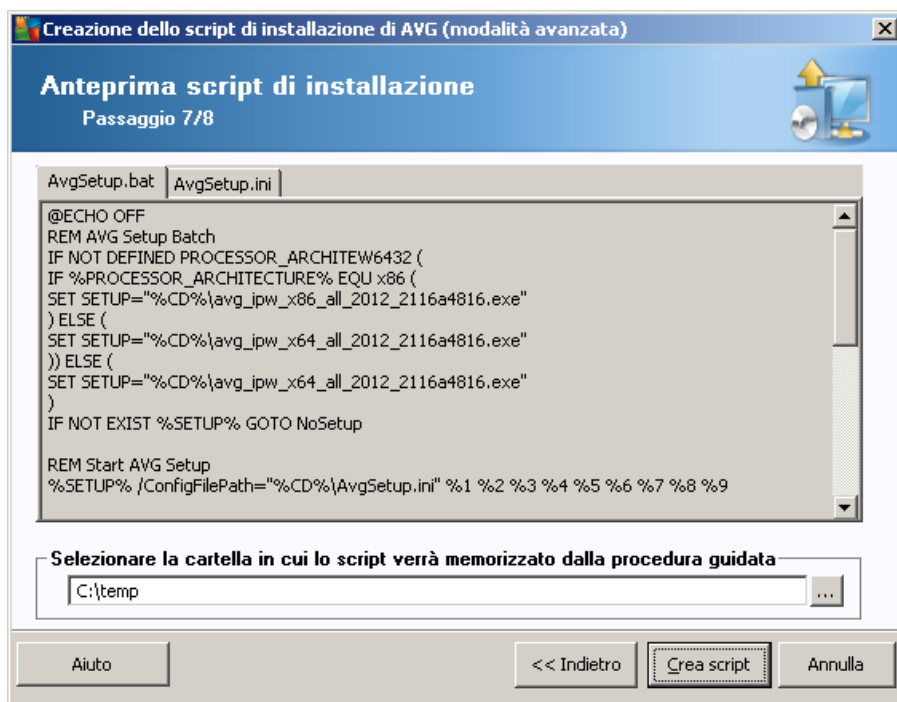 Creazione dello script di installazione di AVG (modalità avanzata)
Anteprima script di installazione
Passaggio 7/8
AvgSetup.bat
AvgSetup.ini
@ECHO OFF
REM AVG Setup Batch
IF NOT DEFINED PROCESSOR_ARCHITEW6432 (
IF %PROCESSOR_ARCHITECTURE% EQU x86 (
SET SETUP="%CD%\avg_ipw_x86_all_2012_2116a4816.exe"
) ELSE (
SET SETUP="%CD%\avg_ipw_x64_all_2012_2116a4816.exe"
)) ELSE (
SET SETUP="%CD%\avg_ipw_x64_all_2012_2116a4816.exe"
)
IF NOT EXIST %SETUP% GOTO NoSetup
REM Start AVG Setup
%SETUP% /ConfigFilePath="%CD%\AvgSetup.ini" %1 %2 %3 %4 %5 %6 %7 %8 %9
Selezionare la cartella in cui lo script verrà memorizzato dalla procedura guidata
C:\temp
...
Aiuto
<< Indietro
Crea script
Annulla